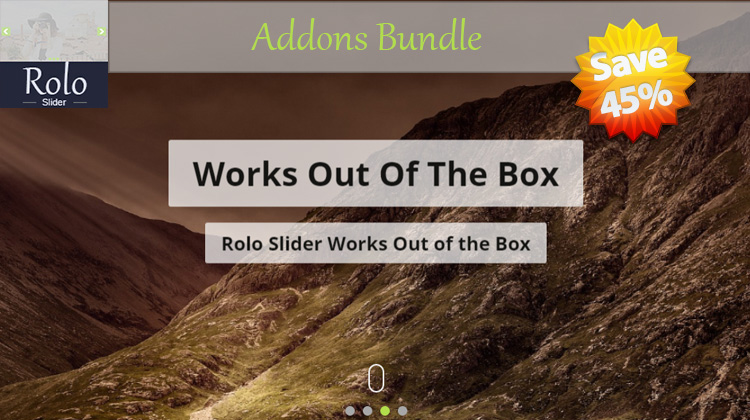 Addons Bundle
Save
45%
Rolo
Slider
Works Out Of The Box
Rolo Slider Works Out of the Box